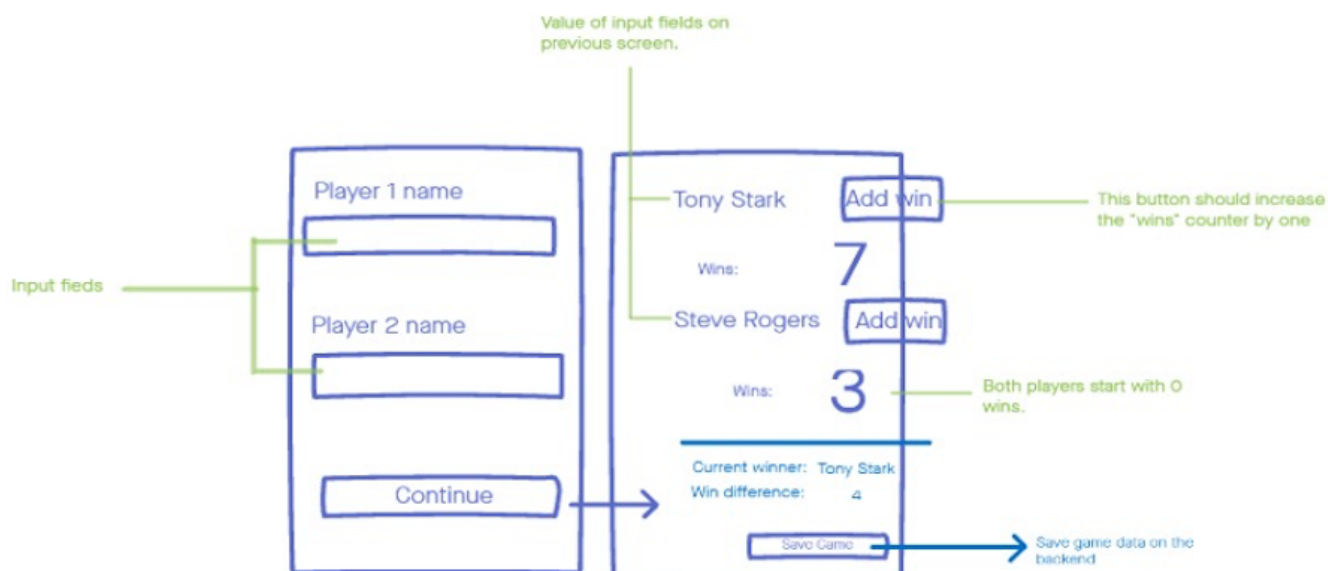 Value of input fields on
previous screen.
Player 1 name
Input fieds
Player 2 name
Continue
Tony Stark
Add win
This button should increase
the "wins" counter by one
Wins:
7
Steve Rogers
Add win
Wins:
3
Both players start with 0
wins.
Current winner: Tony Stark
Win difference: 4
Save Game
Save game data on the
backend